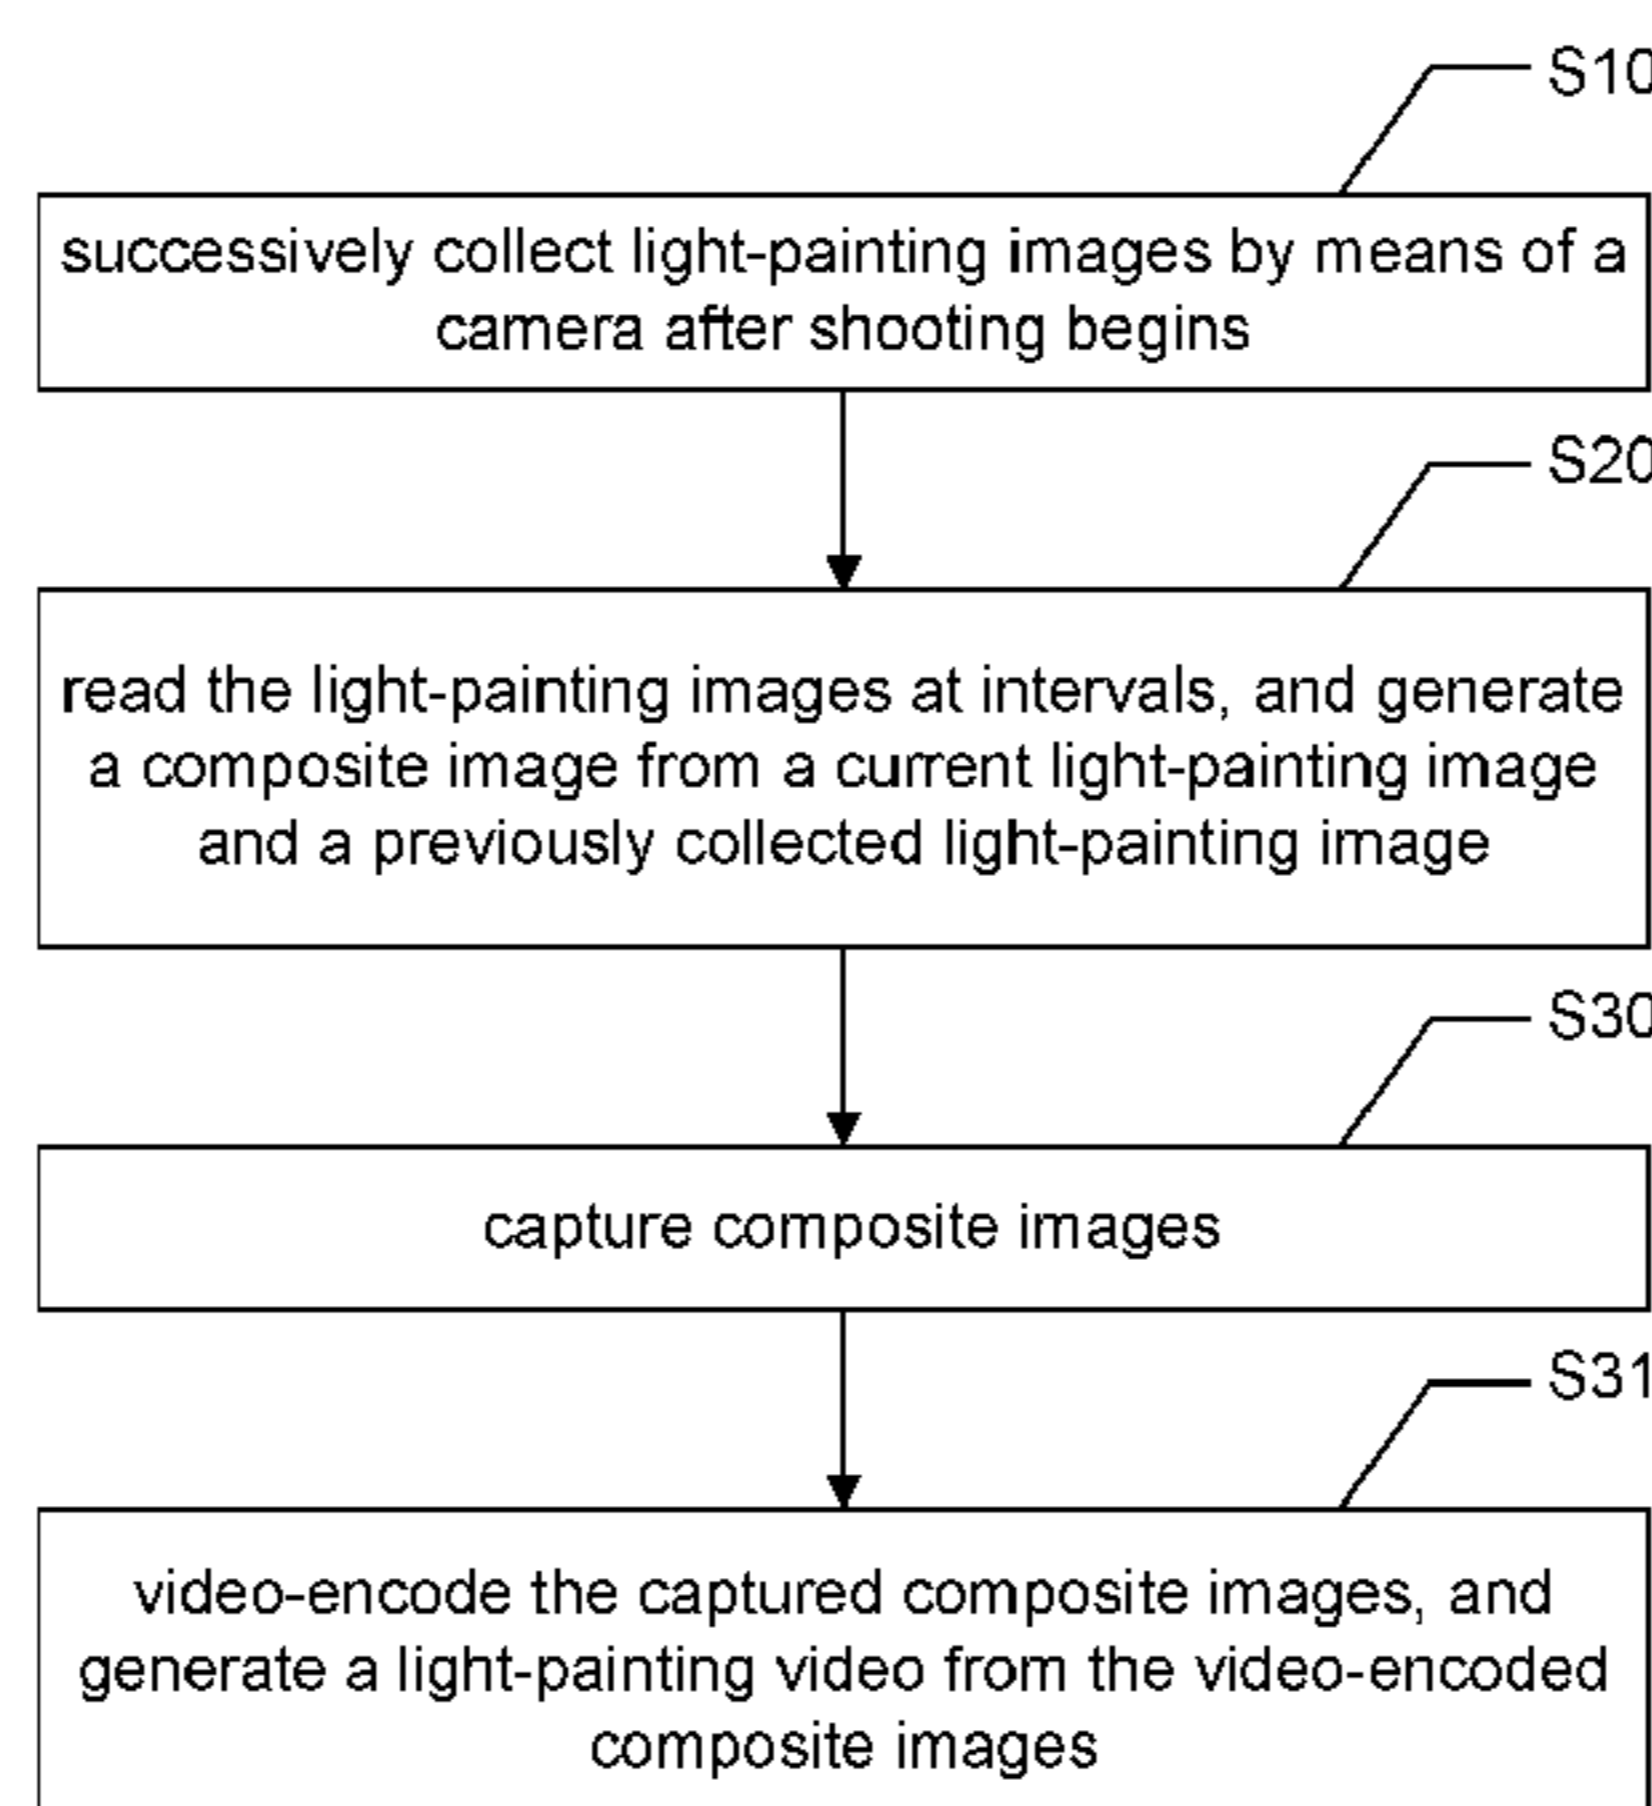 S10
successively collect light-painting images by means of a
camera after shooting begins
S20
read the light-painting images at intervals, and generate
a composite image from a current light-painting image
and a previously collected light-painting image
S30
capture composite images
S31
video-encode the captured composite images, and
generate a light-painting video from the video-encoded
composite images